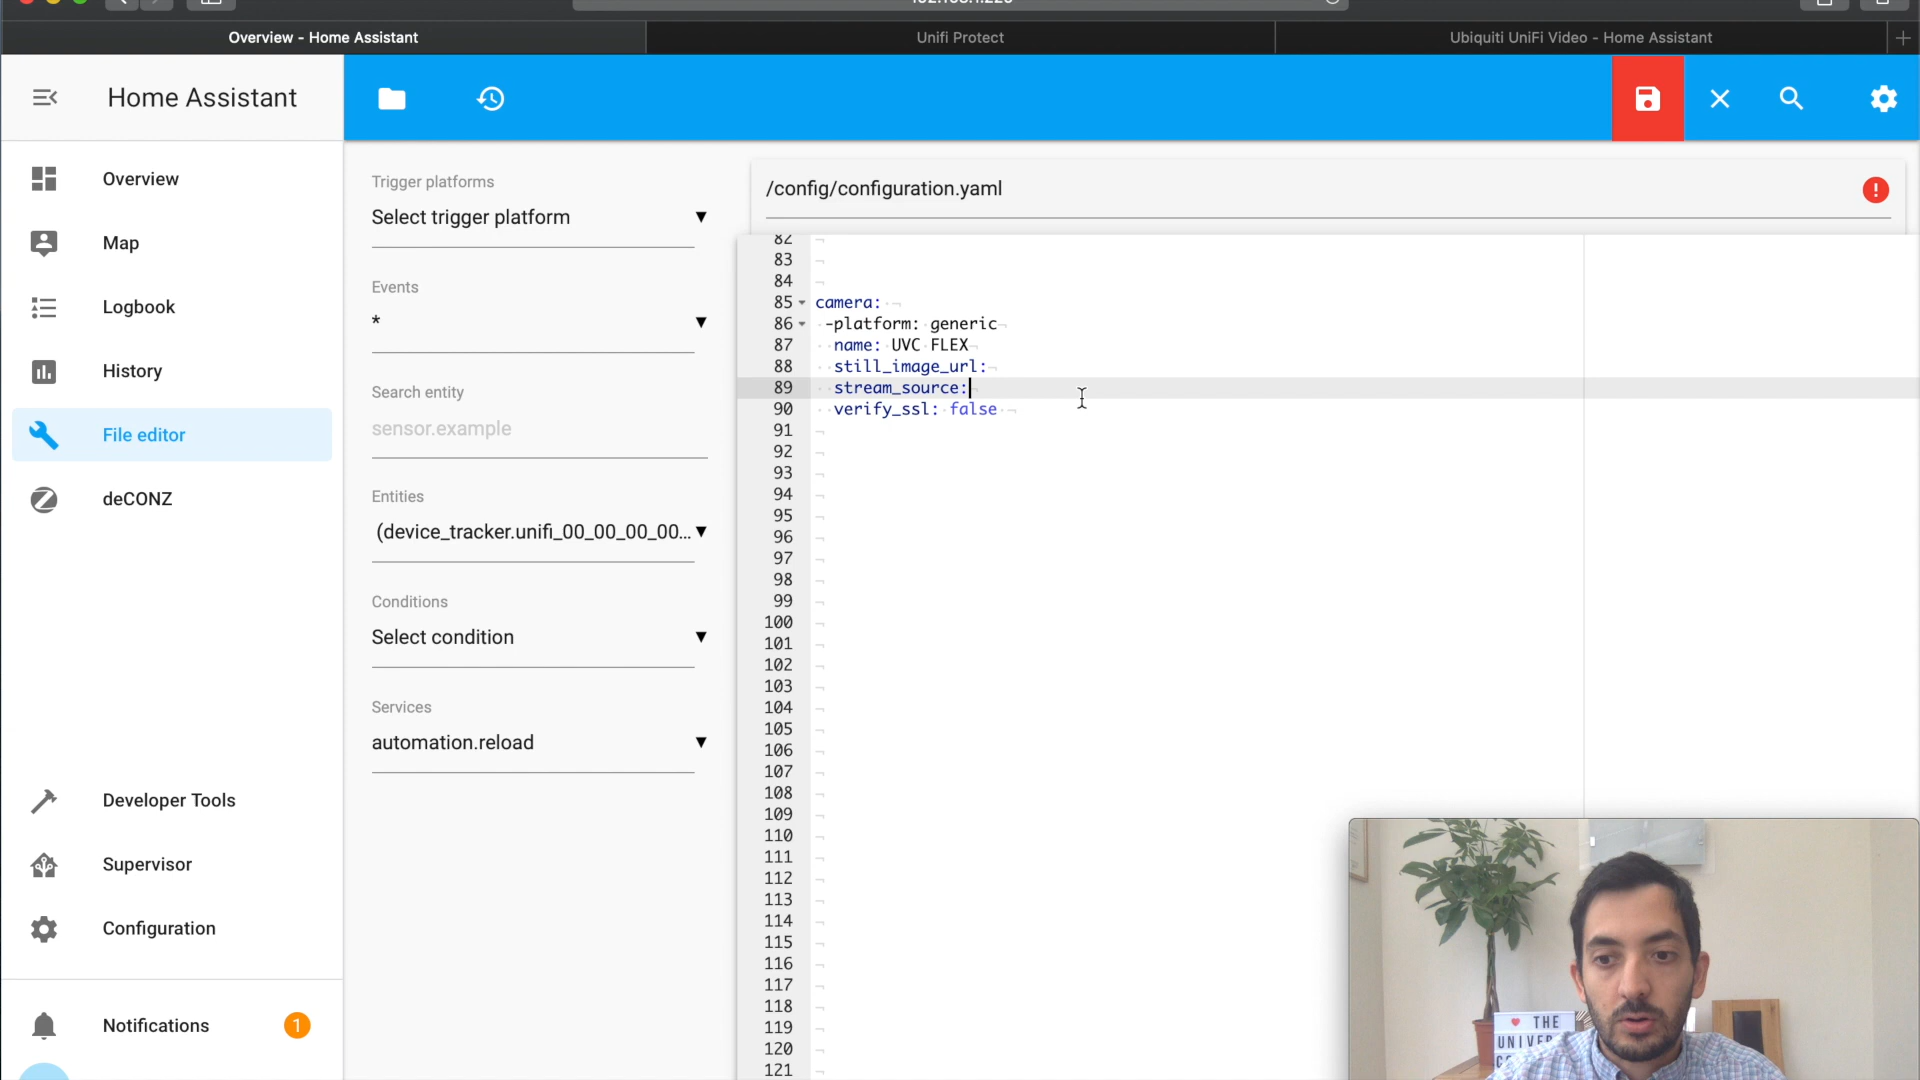 Overview - Home Assistant
Unifi Protect
Ubiquiti UniFi Video - Home Assistant
Home Assistant
Overview
Map
Logbook
History
File editor
deCONZ
Developer Tools
Supervisor
Configuration
Notifications
1
Trigger platforms
Select trigger platform
Events
*
Search entity
sensor.example
Entities
(device_tracker.unifi_00_00_00_00...
Conditions
Select condition
Services
automation.reload
/config/configuration.yaml
82
83
84
85 camera:
86 -platform: generic
87 name: UVC FLEX
88 still_image_url:
89 stream_source:
90 verify_ssl: false
91
92
93
94
95
96
97
98
99
100
101
102
103
104
105
106
107
108
109
110
111
112
113
114
115
116
117
118
119
120
121
THE